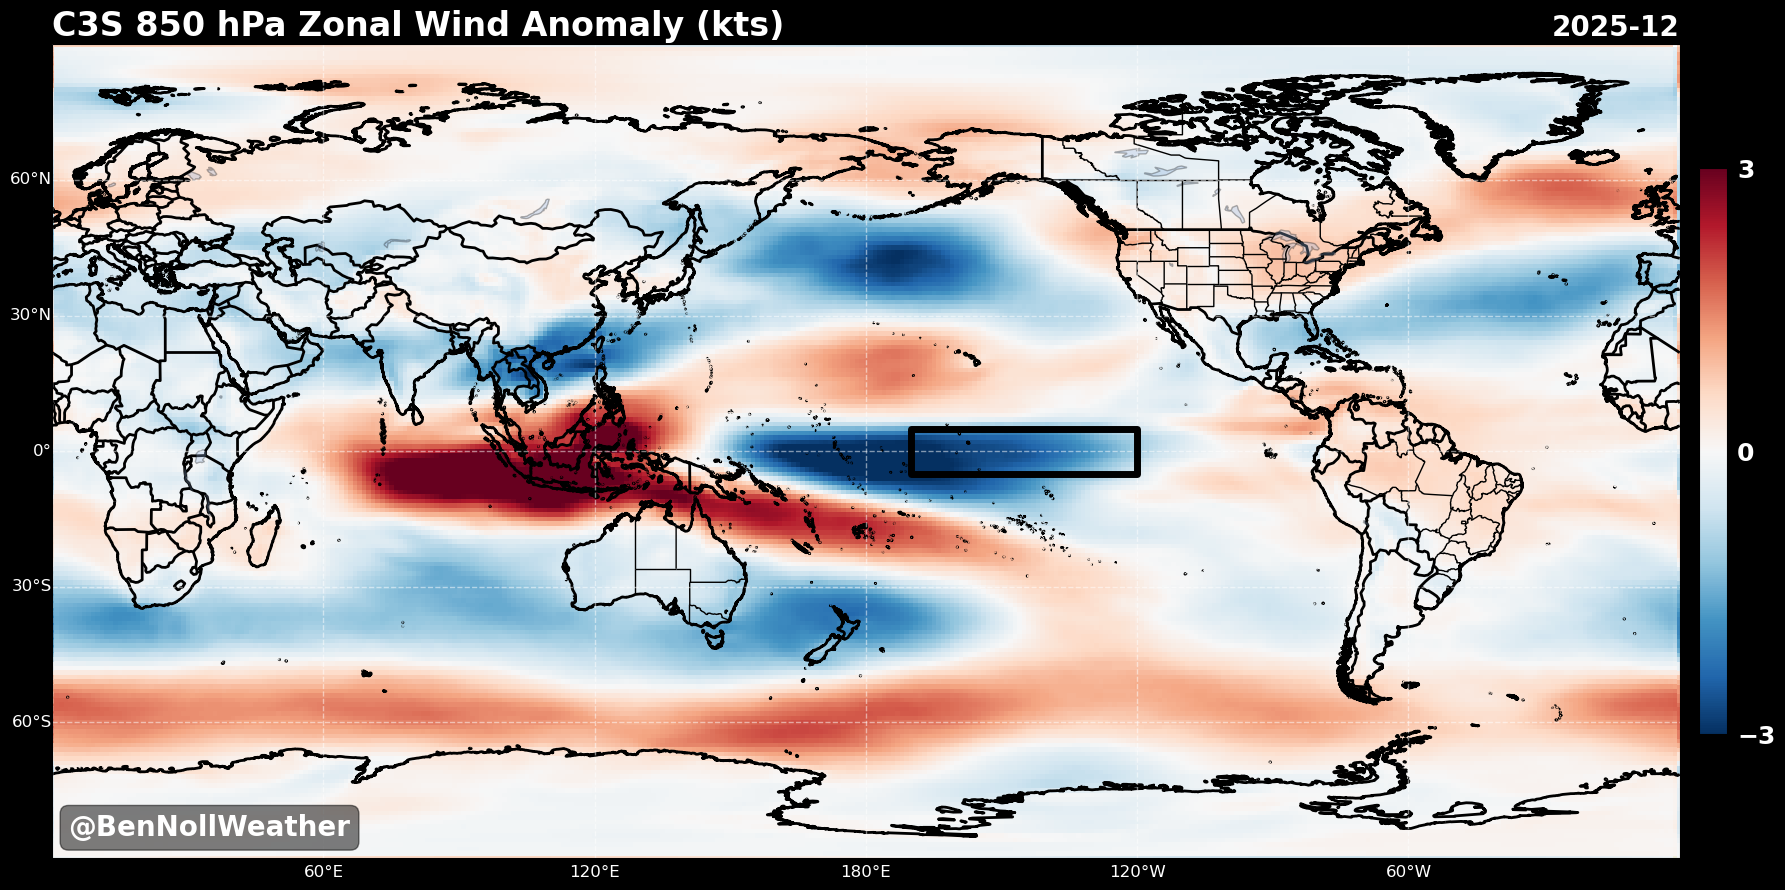 C3S 850 hPa Zonal Wind Anomaly (kts)
2025-12
60°N
30°N
0°
30°S
60°S
60°E
120°E
180°E
120°W
60°W
3
0
−3
@BenNollWeather